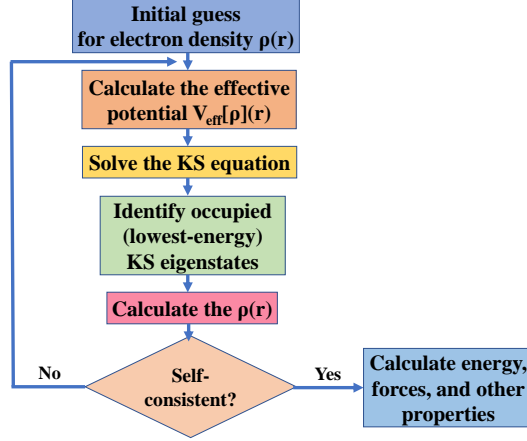 Initial guess
for electron density ρ(r)
Calculate the effective
potential V_eff[ρ](r)
Solve the KS equation
Identify occupied
(lowest-energy)
KS eigenstates
Calculate the ρ(r)
Self-
consistent?
No
Yes
Calculate energy,
forces, and other
properties